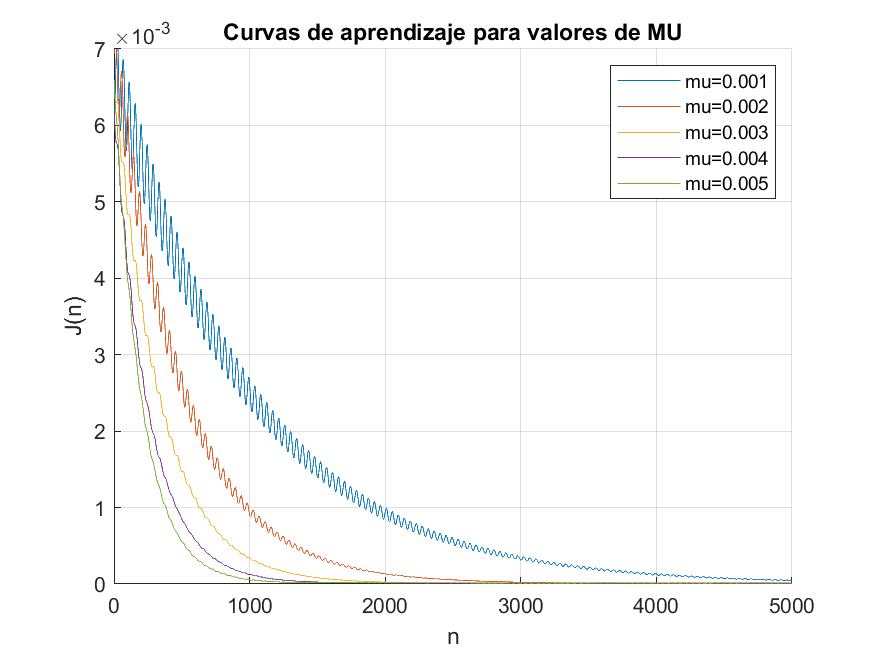 ×10-3
Curvas de aprendizaje para valores de MU
7
6
5
4
3
2
1
0
J(n)
mu=0.001
mu=0.002
mu=0.003
mu=0.004
mu=0.005
0 1000 2000 3000 4000 5000
n